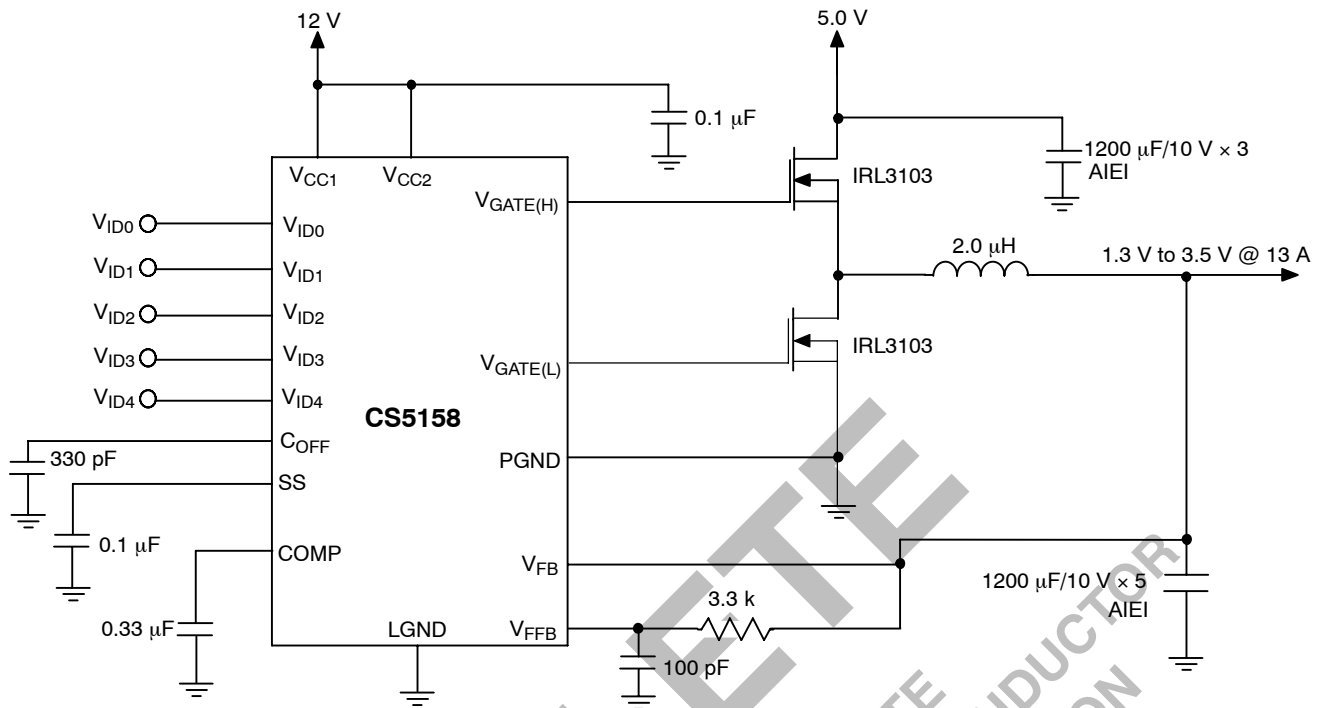 12 V
5.0 V
0.1 μF
1200 μF/10 V × 3
AIEI
VCC1
VCC2
IRL3103
VGATE(H)
VID0
VID0
2.0 μH
1.3 V to 3.5 V @ 13 A
VID1
VID1
VID2
VID2
IRL3103
VID3
VID3
VGATE(L)
VID4
VID4
CS5158
COFF
330 pF
PGND
SS
0.1 μF
COMP
VFB
1200 μF/10 V × 5
AIEI
3.3 k
0.33 μF
LGND
VFFB
100 pF
ETE